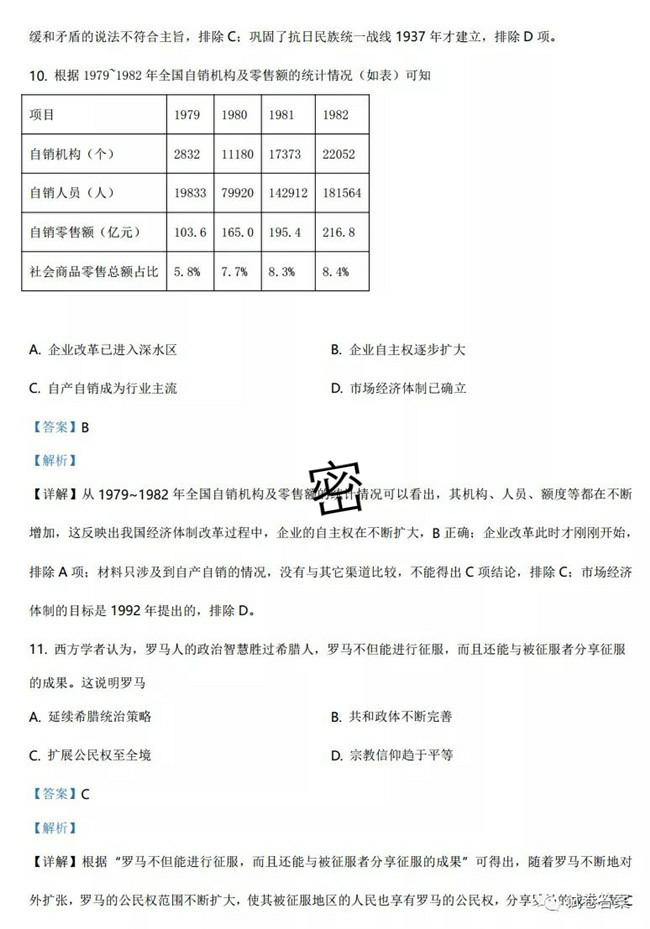 缓和矛盾的说法不符合主旨，排除 C；巩固了抗日民族统一战线 1937 年才建立，排除 D 项。
10. 根据 1979~1982 年全国自销机构及零售额的统计情况（如表）可知
项目 1979 1980 1981 1982
自销机构（个） 2832 11180 17373 22052
自销人员（人） 19833 79920 142912 181564
自销零售额（亿元） 103.6 165.0 195.4 216.8
社会商品零售总额占比 5.8% 7.7% 8.3% 8.4%
A. 企业改革已进入深水区 B. 企业自主权逐步扩大
C. 自产自销成为行业主流 D. 市场经济体制已确立
【答案】B
【解析】
密
【详解】从 1979~1982 年全国自销机构及零售额的统计情况可以看出，其机构、人员、额度等都在不断
增加，这反映出我国经济体制改革过程中，企业的自主权在不断扩大，B 正确；企业改革此时才刚刚开始，
排除 A 项；材料只涉及到自产自销的情况，没有与其它渠道比较，不能得出 C 项结论，排除 C；市场经济
体制的目标是 1992 年提出的，排除 D。
11. 西方学者认为，罗马人的政治智慧胜过希腊人，罗马不但能进行征服，而且还能与被征服者分享征服
的成果。这说明罗马
A. 延续希腊统治策略 B. 共和政体不断完善
C. 扩展公民权至全境 D. 宗教信仰趋于平等
【答案】C
【解析】
【详解】根据“罗马不但能进行征服，而且还能与被征服者分享征服的成果”可得出，随着罗马不断地对
外扩张，罗马的公民权范围不断扩大，使其被征服地区的人民也享有罗马的公民权，分享
试卷答案